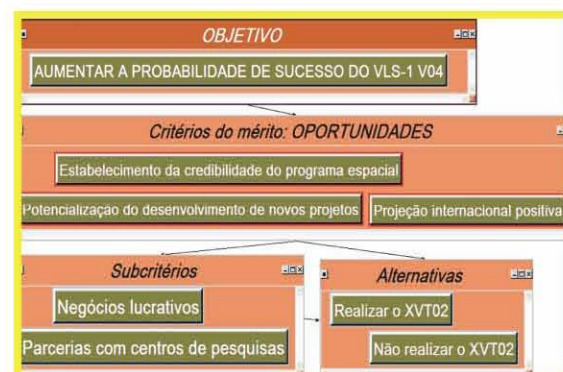 OBJETIVO
AUMENTAR A PROBABILIDADE DE SUCESSO DO VLS-1 V04
Critérios do mérito: OPORTUNIDADES
Estabelecimento da credibilidade do programa espacial
Potencialização do desenvolvimento de novos projetos
Projeção internacional positiva
Subcritérios
Negócios lucrativos
Parcerias com centros de pesquisas
Alternativas
Realizar o XVT02
Não realizar o XVT02